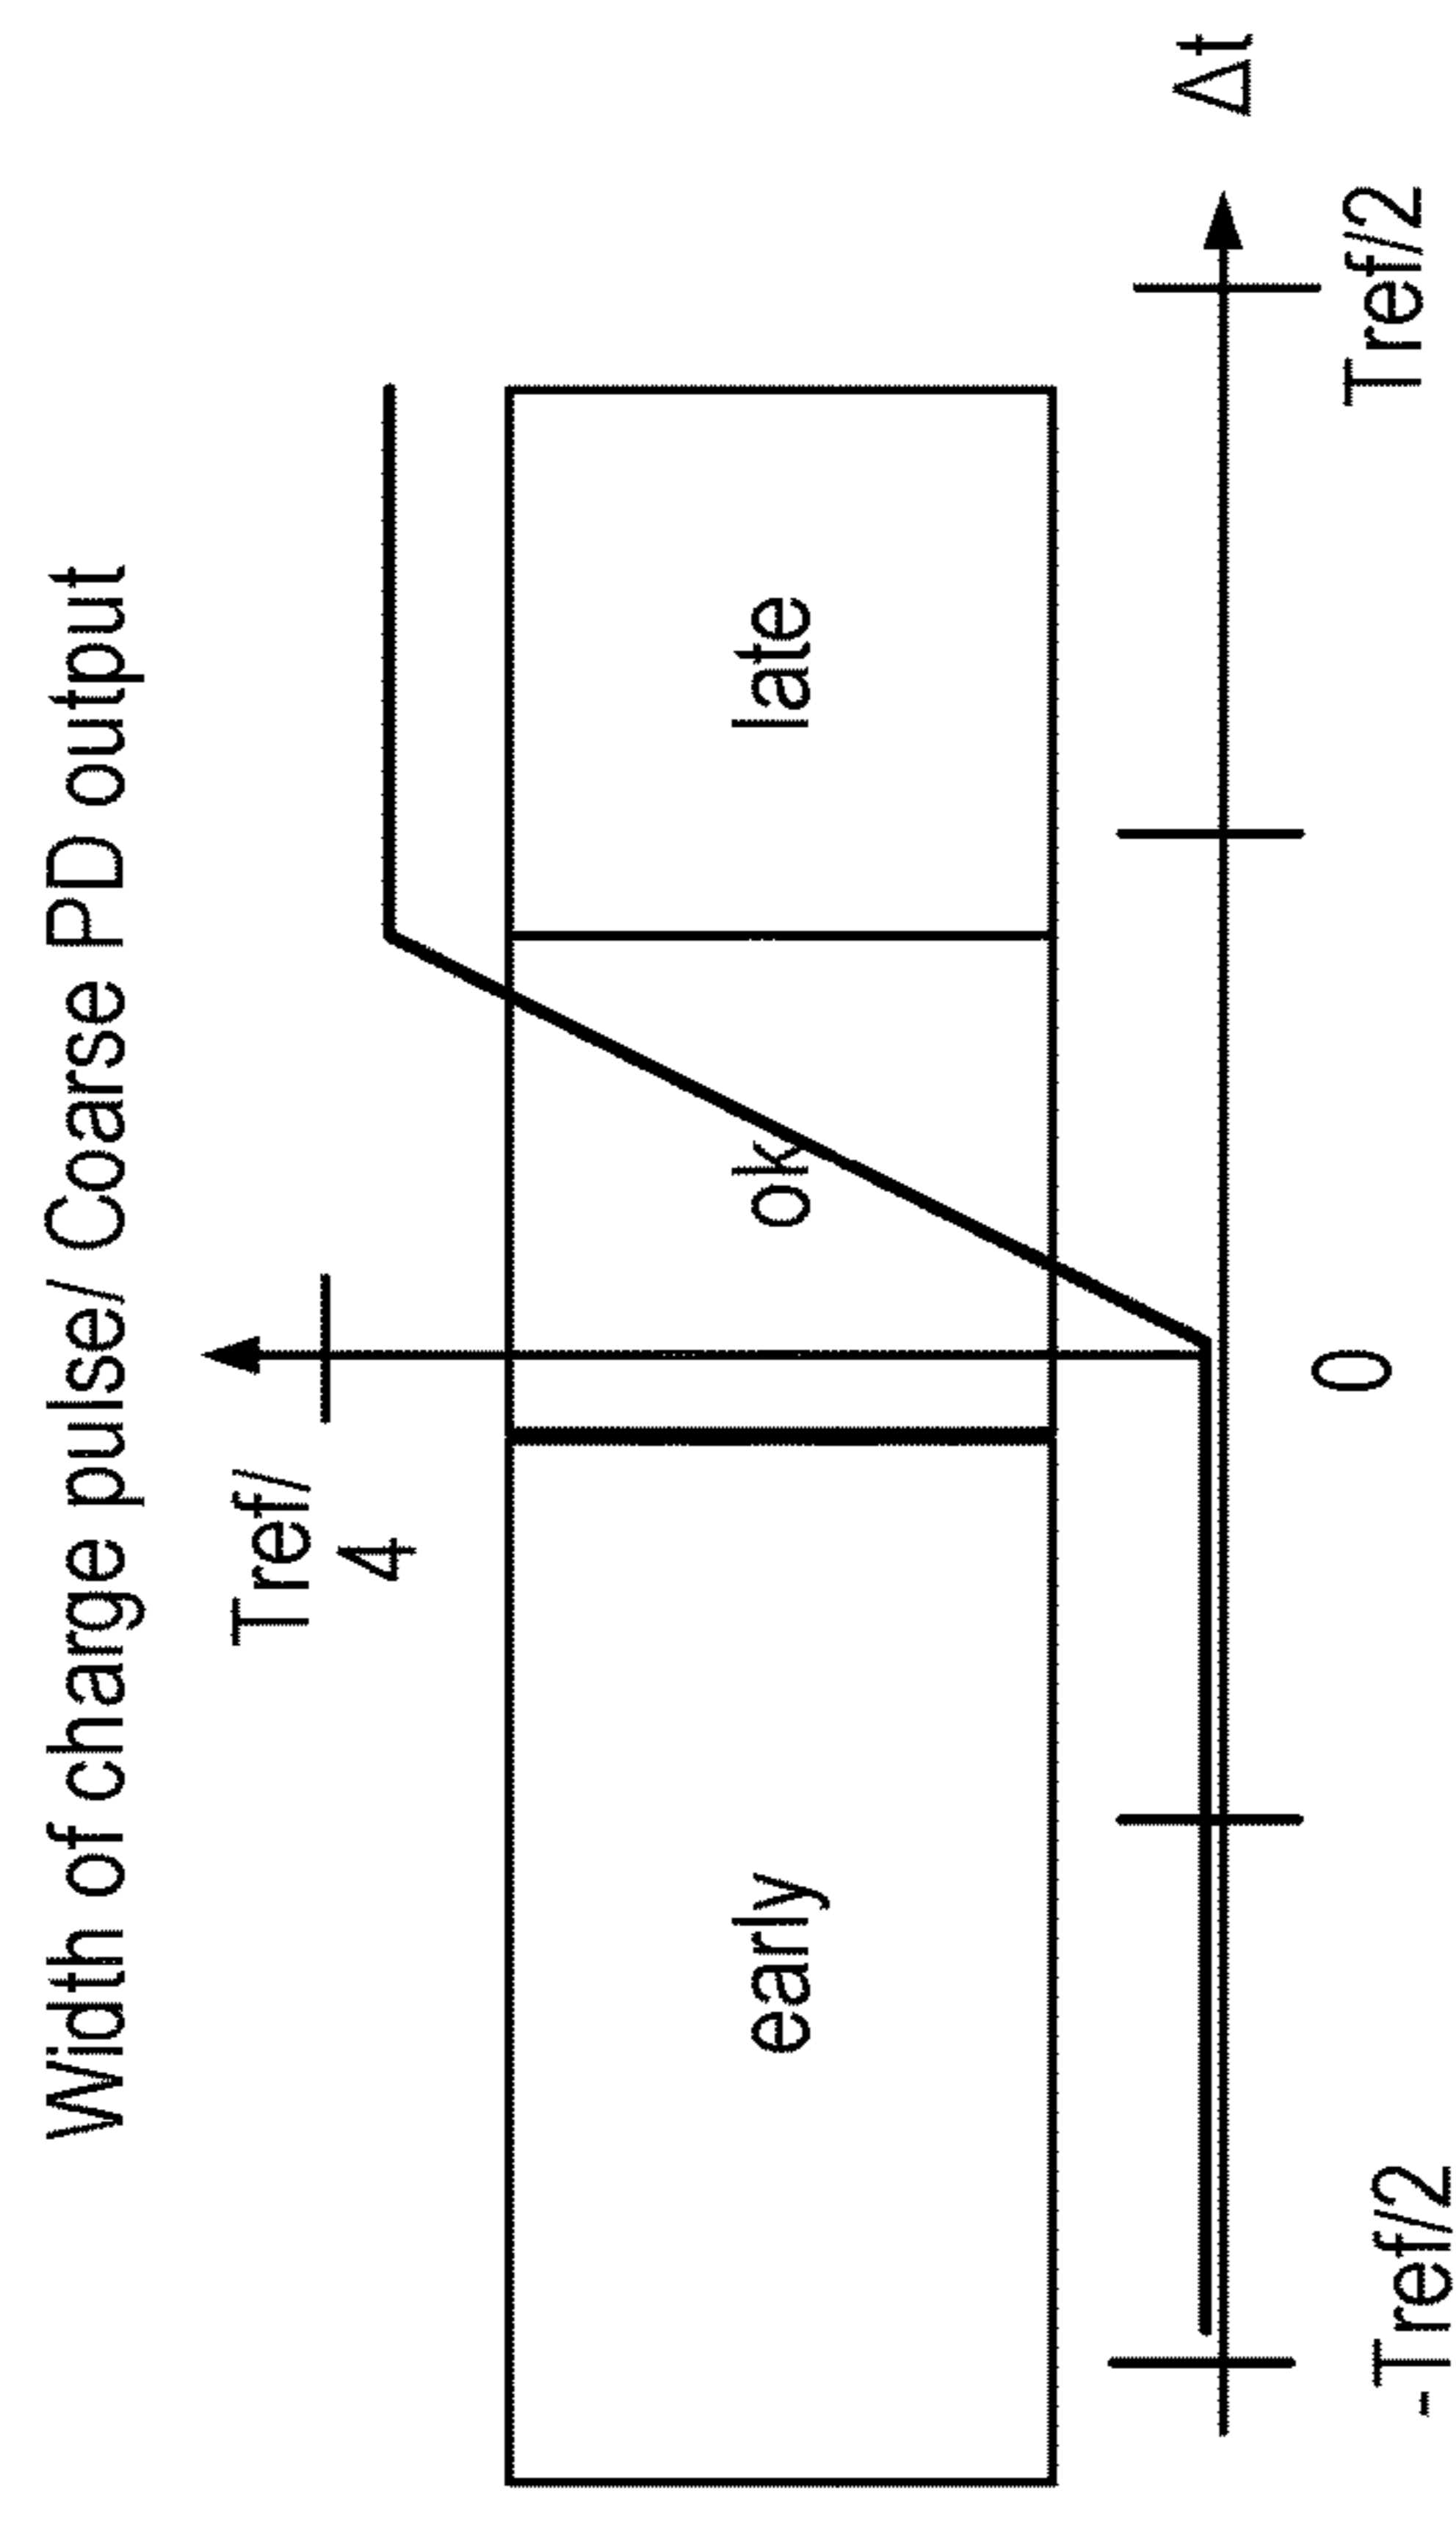 Width of charge pulse/ Coarse PD output
Tref/
4
early
ok
late
Δt
-Tref/2
0
Tref/2